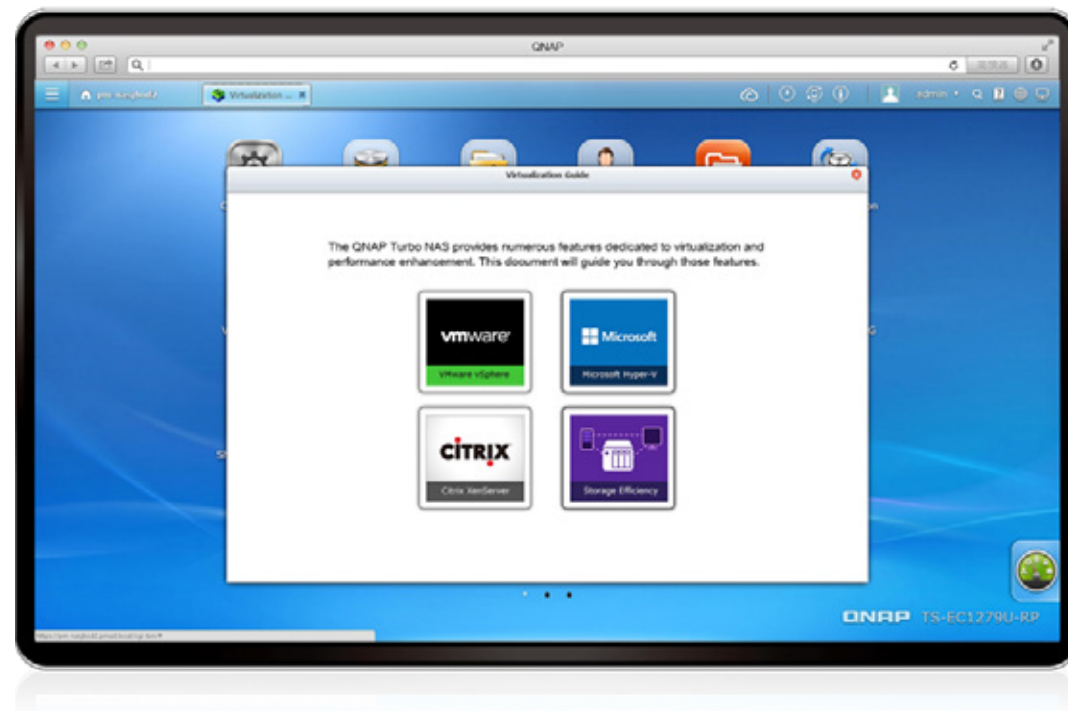 QNAP
Virtualization ...
admin
Virtualization Guide
The QNAP Turbo NAS provides numerous features dedicated to virtualization and
performance enhancement. This document will guide you through those features.
vmware
VMware vSphere
Microsoft
Microsoft Hyper-V
CITRIX
Citrix XenServer
Storage Efficiency
QNAP TS-EC1279U-RP